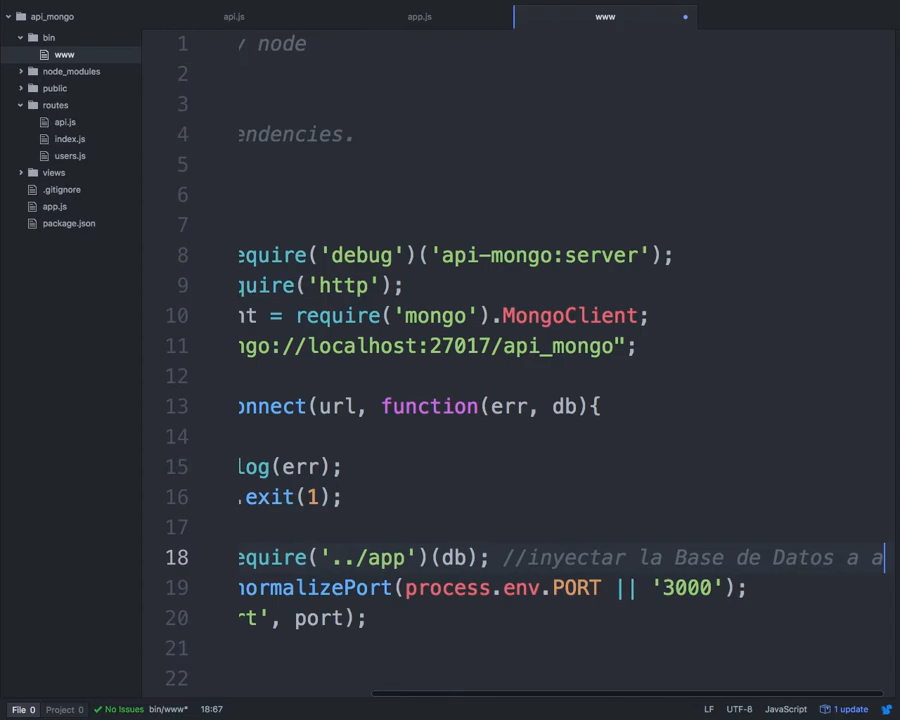 api_mongo
api.js
app.js
www
bin
www
node_modules
public
routes
api.js
index.js
users.js
views
.gitignore
app.js
package.json
1 / node
2
3
4 endencies.
5
6
7
8 equire('debug')('api-mongo:server');
9 quire('http');
10 nt = require('mongo').MongoClient;
11 ngo://localhost:27017/api_mongo";
12
13 onnect(url, function(err, db){
14
15 log(err);
16 .exit(1);
17
18 equire('../app')(db); //inyectar la Base de Datos a a
19 normalizePort(process.env.PORT || '3000');
20 rt', port);
21
22
File 0 Project 0 No Issues bin/www* 18:67 LF UTF-8 JavaScript 1 update